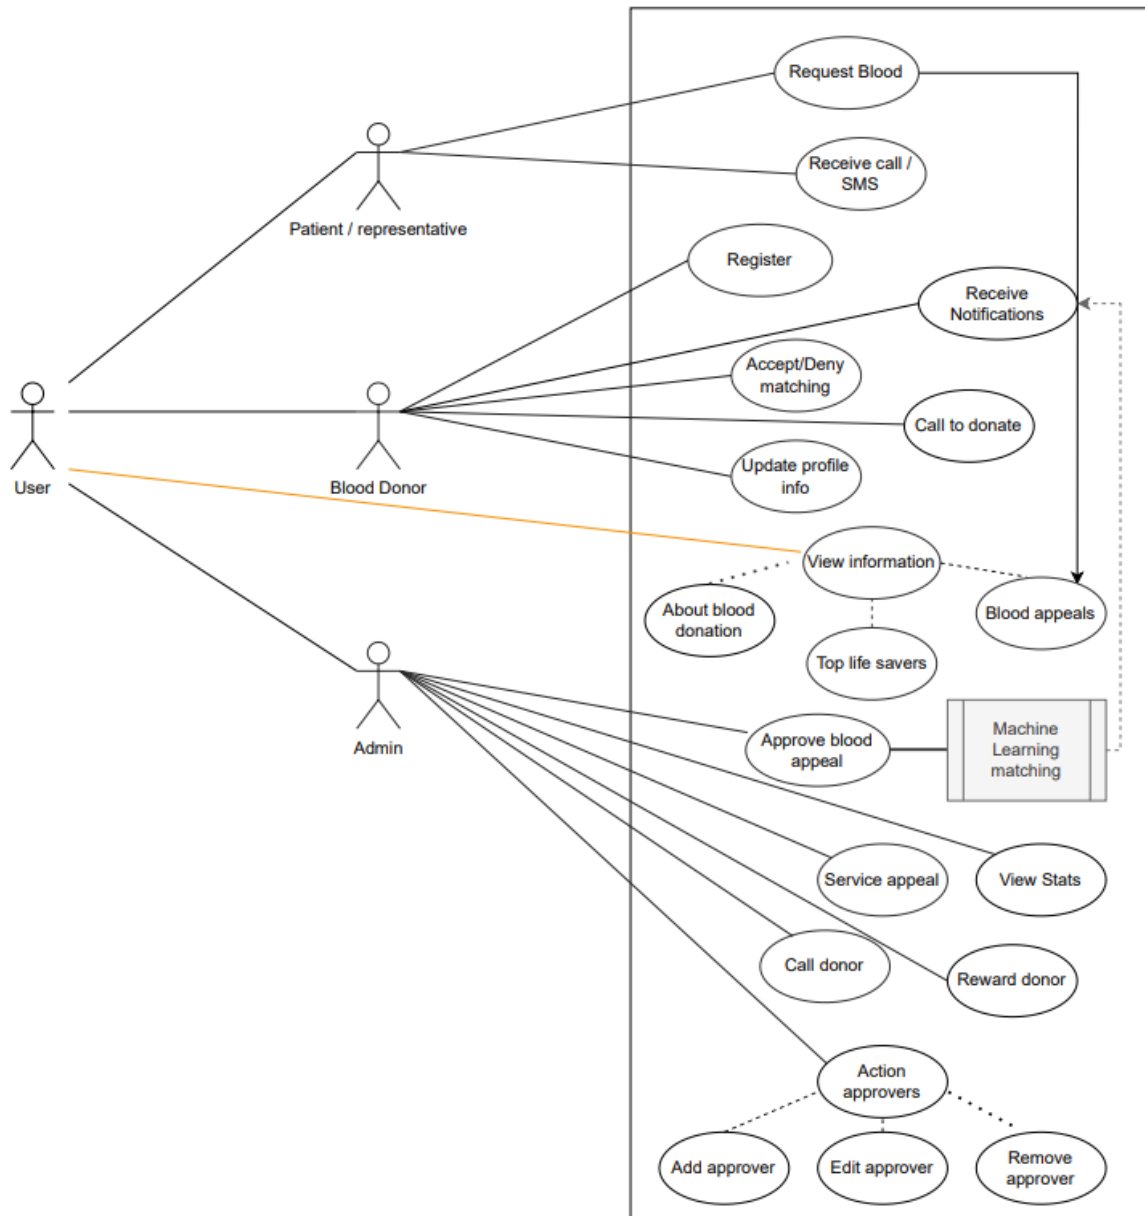 Request Blood
Receive call /
SMS
Patient / representative
Register
Receive
Notifications
Accept/Deny
matching
Call to donate
Update profile
info
User
Blood Donor
View information
About blood
donation
Blood appeals
Top life savers
Admin
Approve blood
appeal
Machine
Learning
matching
Service appeal
View Stats
Call donor
Reward donor
Action
approvers
Add approver
Edit approver
Remove
approver